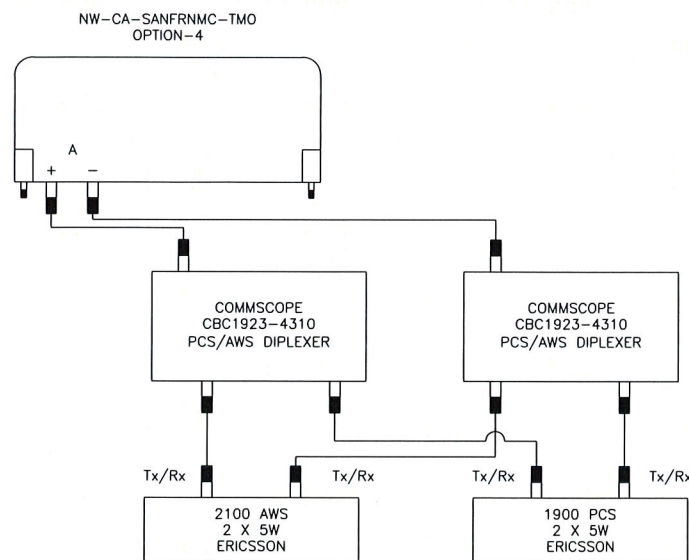 NW-CA-SANFRNMC-TMO
OPTION-4
A
+ -
COMMSCOPE
CBC1923-4310
PCS/AWS DIPLEXER
COMMSCOPE
CBC1923-4310
PCS/AWS DIPLEXER
Tx/Rx
Tx/Rx
Tx/Rx
Tx/Rx
2100 AWS
2 X 5W
ERICSSON
1900 PCS
2 X 5W
ERICSSON